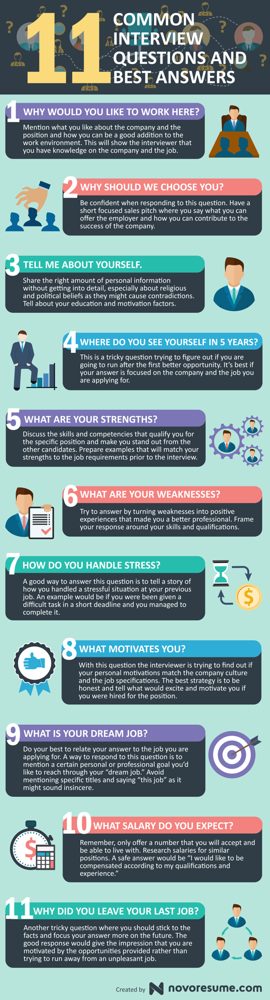 11
COMMON
INTERVIEW
QUESTIONS AND
BEST ANSWERS
1 WHY WOULD YOU LIKE TO WORK HERE?
Mention what you like about the company and the
position and how you can be a good addition to the
work environment. This will show the interviewer that
you have knowledge on the company and the job.
2 WHY SHOULD WE CHOOSE YOU?
Be confident when responding to this question. Have a
short focused sales pitch where you say what you can
offer the employer and how you can contribute to the
success of the company.
3 TELL ME ABOUT YOURSELF.
Share the right amount of personal information
without getting into detail, especially about religious
and political beliefs as they might cause contradictions.
Tell about your education and motivation factors.
4 WHERE DO YOU SEE YOURSELF IN 5 YEARS?
This is a tricky question trying to figure out if you are
going to run after the first better opportunity. It's best if
your answer is focused on the company and the job you
are applying for.
5 WHAT ARE YOUR STRENGTHS?
Discuss the skills and competencies that qualify you for
the specific position and make you stand out from the
other candidates. Prepare examples that will match your
strengths to the job requirements prior to the interview.
6 WHAT ARE YOUR WEAKNESSES?
Try to answer by turning weaknesses into positive
experiences that made you a better professional. Frame
your response around your skills and qualifications.
7 HOW DO YOU HANDLE STRESS?
A good way to answer this question is to tell a story of
how you handled a stressful situation at your previous
job. An example would be if you were been given a
difficult task in a short deadline and you managed to
complete it.
8 WHAT MOTIVATES YOU?
With this question the interviewer is trying to find out if
your personal motivations match the company culture
and the job specifications. The best strategy is to be
honest and tell what would excite and motivate you if
you were hired for the position.
9 WHAT IS YOUR DREAM JOB?
Do your best to relate your answer to the job you are
applying for. A way to respond to this question is to
mention a certain personal or professional goal you'd
like to reach through your "dream job." Avoid
mentioning specific titles and saying "this job" as it
might sound insincere.
10 WHAT SALARY DO YOU EXPECT?
Remember, only offer a number that you will accept and
be able to live with. Research salaries for similar
positions. A safe answer would be "I would like to be
compensated according to my qualifications and
experience."
11 WHY DID YOU LEAVE YOUR LAST JOB?
Another tricky question where you should stick to the
facts and focus your answer more on the future. The
good response would give the impression that you are
motivated by the opportunities provided rather than
trying to run away from an unpleasant job.
Created by N novoresume.com